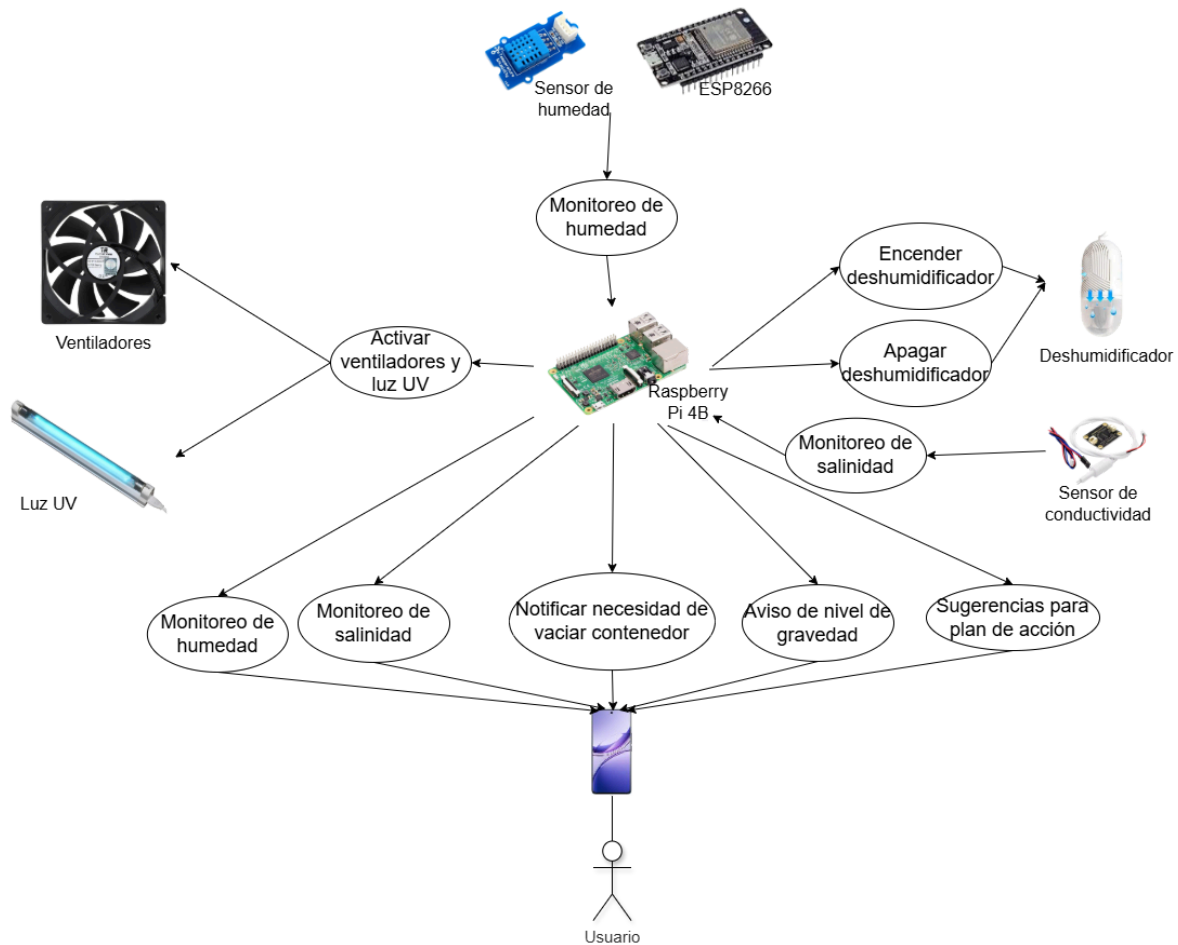 Sensor de
humedad
ESP8266
Monitoreo de
humedad
Encender
deshumidificador
Ventiladores
Activar
ventiladores y
luz UV
Apagar
deshumidificador
Deshumidificador
Raspberry
Pi 4B
Monitoreo de
salinidad
Luz UV
Sensor de
conductividad
Monitoreo de
humedad
Monitoreo de
salinidad
Notificar necesidad de
vaciar contenedor
Aviso de nivel de
gravedad
Sugerencias para
plan de acción
Usuario